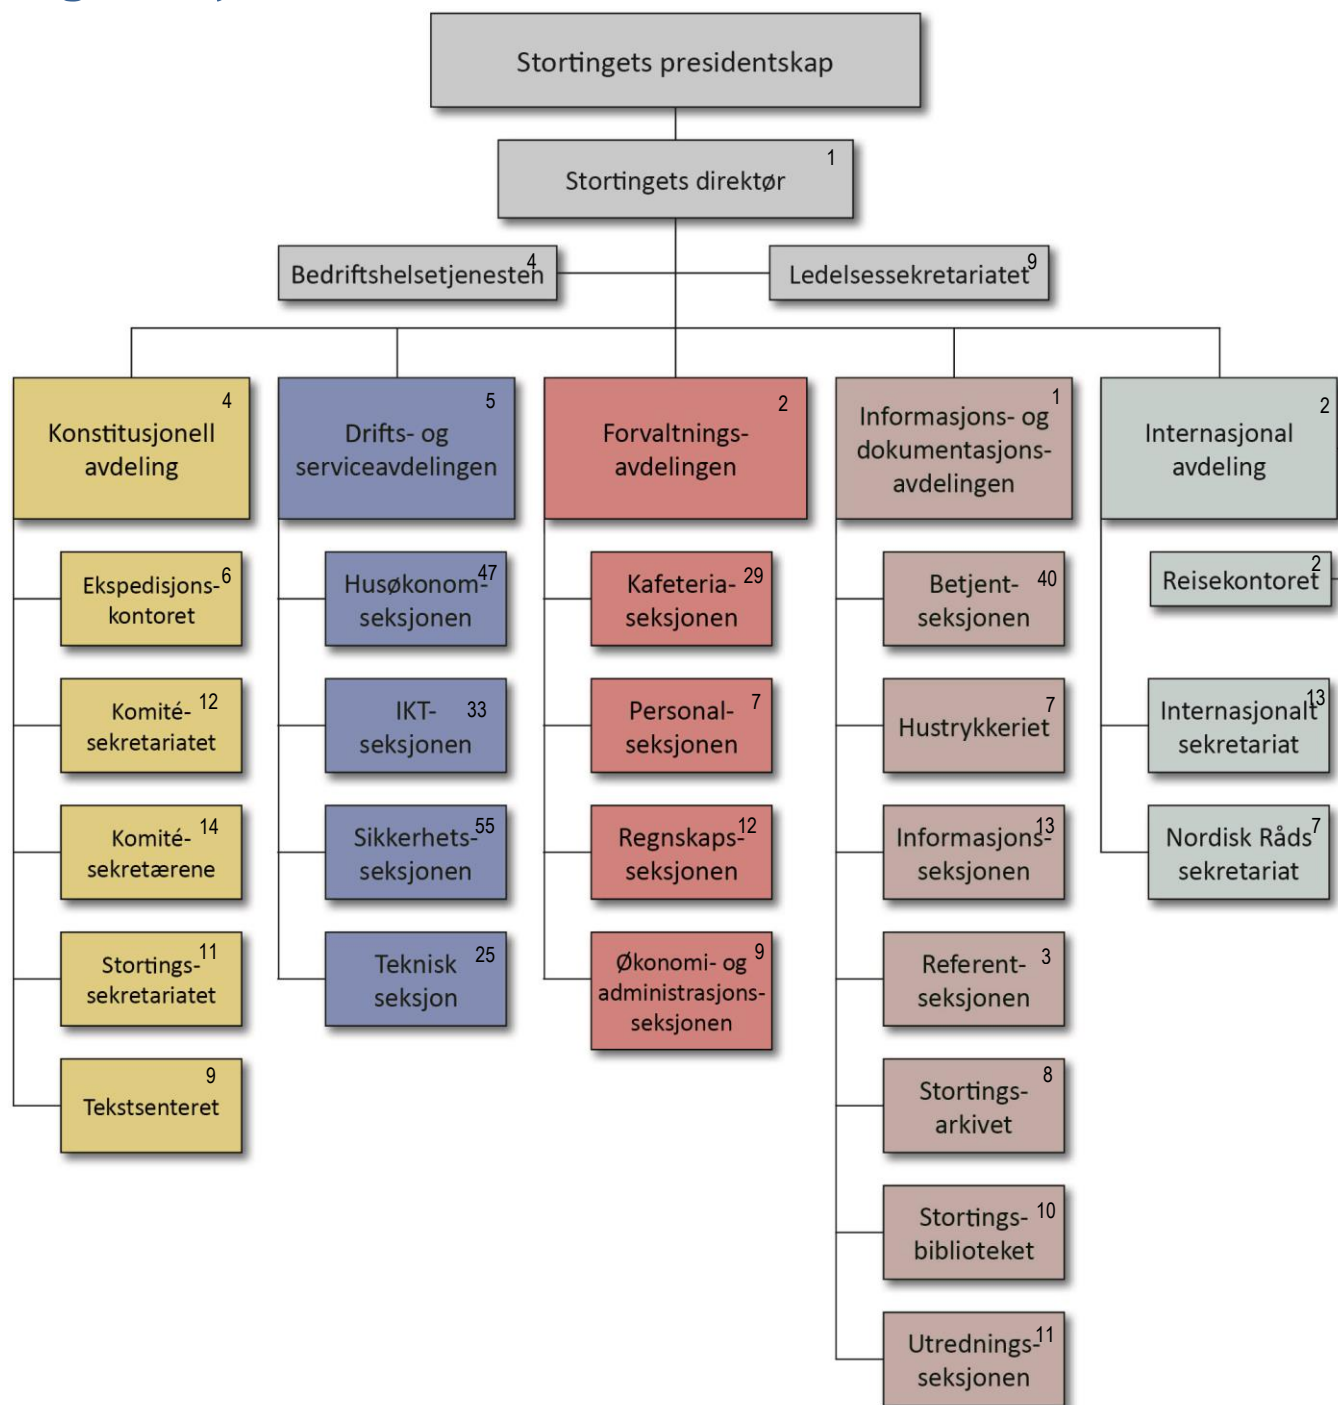 Stortingets presidentskap
1
Stortingets direktør
4
Bedriftshelsetjenesten
9
Ledelsessekretariatet
4
Konstitusjonell
avdeling
5
Drifts- og
serviceavdelingen
2
Forvaltnings-
avdelingen
1
Informasjons- og
dokumentasjons-
avdelingen
2
Internasjonal
avdeling
6
Ekspedisjons-
kontoret
12
Komité-
sekretariatet
14
Komité-
sekretærene
11
Stortings-
sekretariatet
9
Tekstsenteret
47
Husøkonom-
seksjonen
33
IKT-
seksjonen
55
Sikkerhets-
seksjonen
25
Teknisk
seksjon
29
Kafeteria-
seksjonen
7
Personal-
seksjonen
12
Regnskaps-
seksjonen
9
Økonomi- og
administrasjons-
seksjonen
40
Betjent-
seksjonen
7
Hustrykkeriet
13
Informasjons-
seksjonen
3
Referent-
seksjonen
8
Stortings-
arkivet
10
Stortings-
biblioteket
11
Utrednings-
seksjonen
2
Reisekontoret
13
Internasjonalt
sekretariat
7
Nordisk Råds
sekretariat